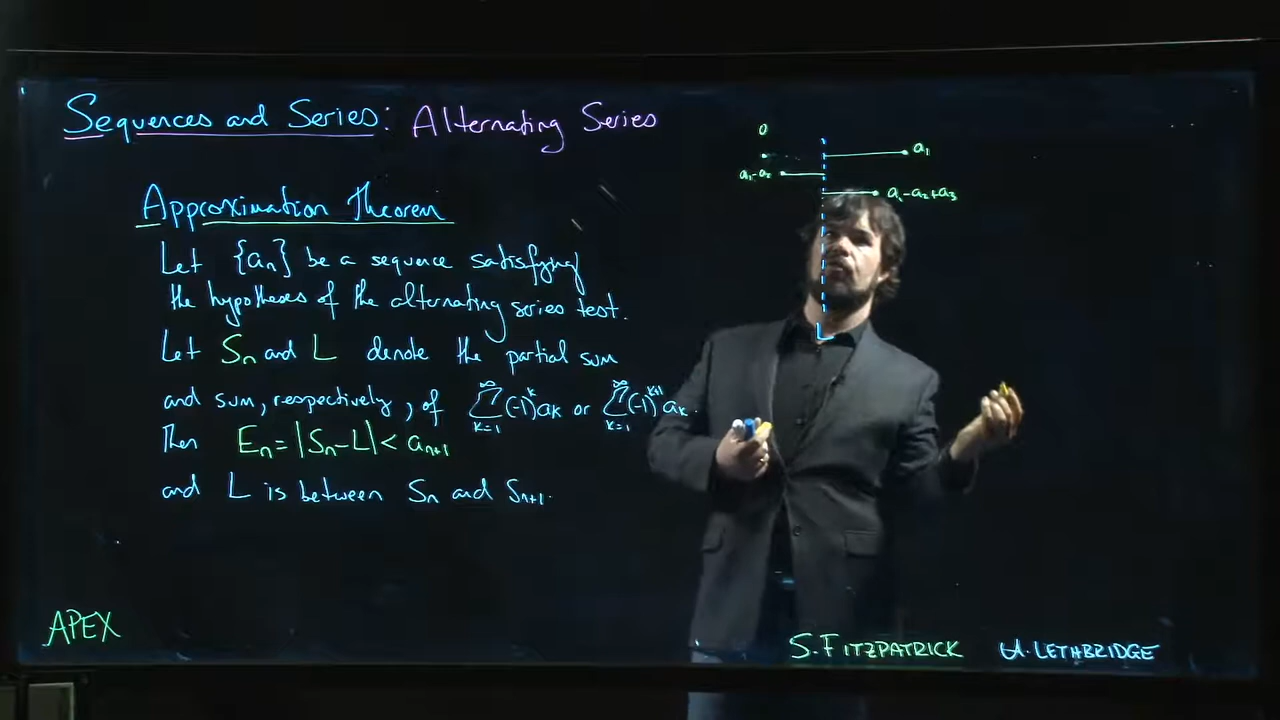 Sequences and Series: Alternating Series
0
a₁
a₁-a₂
a₁-a₂+a₃
L
Approximation Theorem
Let {aₙ} be a sequence satisfying
the hypotheses of the alternating series test.
Let Sₙ and L denote the partial sum
and sum, respectively, of ∑_{k=1}^{∞} (-1)^k aₖ or ∑_{k=1}^{∞} (-1)^{k+1} aₖ.
Then Eₙ = |Sₙ-L| < aₙ₊₁
and L is between Sₙ and Sₙ₊₁.
APEX
S. FITZPATRICK U. LETHBRIDGE